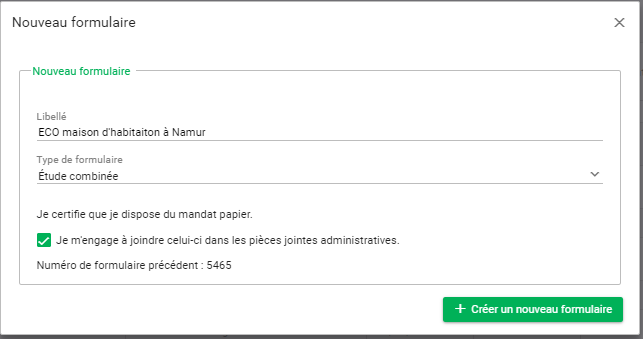 Nouveau formulaire
Nouveau formulaire
Libellé
ECO maison d'habitaiton à Namur
Type de formulaire
Étude combinée
Je certifie que je dispose du mandat papier.
Je m'engage à joindre celui-ci dans les pièces jointes administratives.
Numéro de formulaire précédent : 5465
Créer un nouveau formulaire